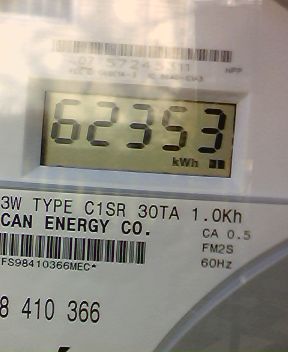 62353
kWh
3W TYPE C1SR 30TA 1.0Kh
CAN ENERGY CO.
CA 0.5
FM2S
60Hz
FS98410366MEC*
8 410 366